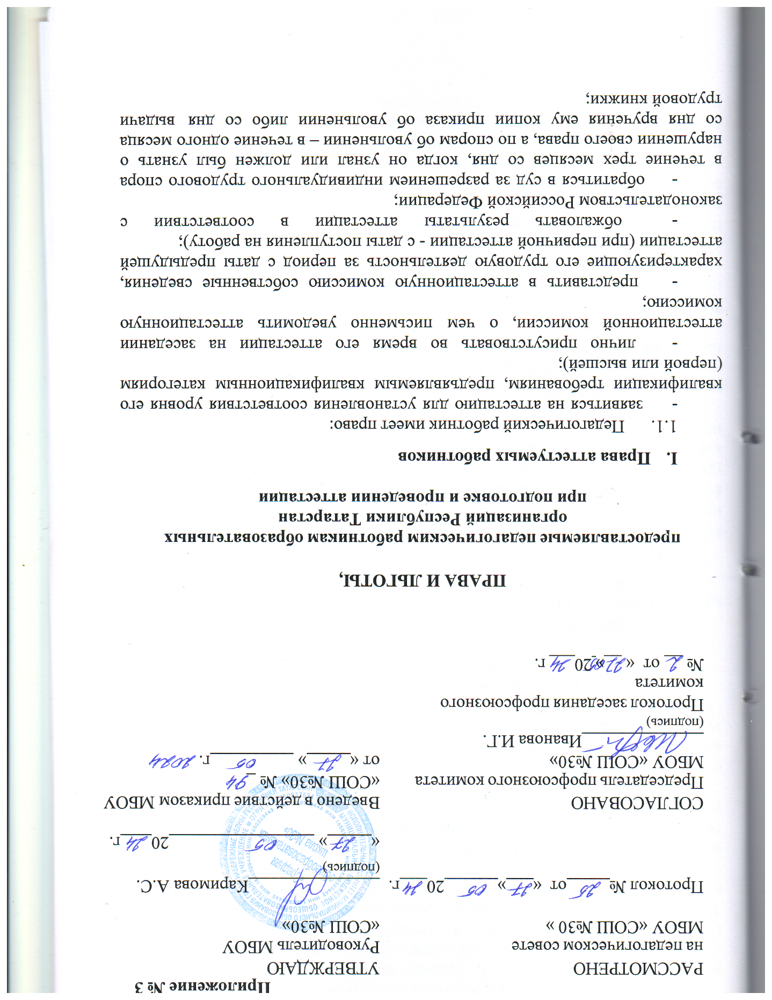 Приложение № 3
РАССМОТРЕНО
на педагогическом совете
МБОУ «СОШ №30 »
Протокол № 25 от «27» 05 2024г.
УТВЕРЖДАЮ
Руководитель МБОУ
«СОШ №30»
Каримова А.С.
(подпись)
«27» 05 2024г.
СОГЛАСОВАНО
Председатель профсоюзного комитета
МБОУ «СОШ №30»
Иванова И.Г.
(подпись)
Протокол заседания профсоюзного
комитета
№ 2 от «27» 05 2024 г.
Введено в действие приказом МБОУ
«СОШ №30» № 94
от «27» 05 г. 2024
ПРАВА И ЛЬГОТЫ,
предоставляемые педагогическим работникам образовательных
организаций Республики Татарстан
при подготовке и проведении аттестации
I. Права аттестуемых работников
1.1. Педагогический работник имеет право:
- заявиться на аттестацию для установления соответствия уровня его
квалификации требованиям, предъявляемым квалификационным категориям
(первой или высшей);
- лично присутствовать во время его аттестации на заседании
аттестационной комиссии, о чем письменно уведомить аттестационную
комиссию;
- представить в аттестационную комиссию собственные сведения,
характеризующие его трудовую деятельность за период с даты предыдущей
аттестации (при первичной аттестации - с даты поступления на работу);
- обжаловать результаты аттестации в соответствии с
законодательством Российской Федерации;
- обратиться в суд за разрешением индивидуального трудового спора
в течение трех месяцев со дня, когда он узнал или должен был узнать о
нарушении своего права, а по спорам об увольнении – в течение одного месяца
со дня вручения ему копии приказа об увольнении либо со дня выдачи
трудовой книжки;